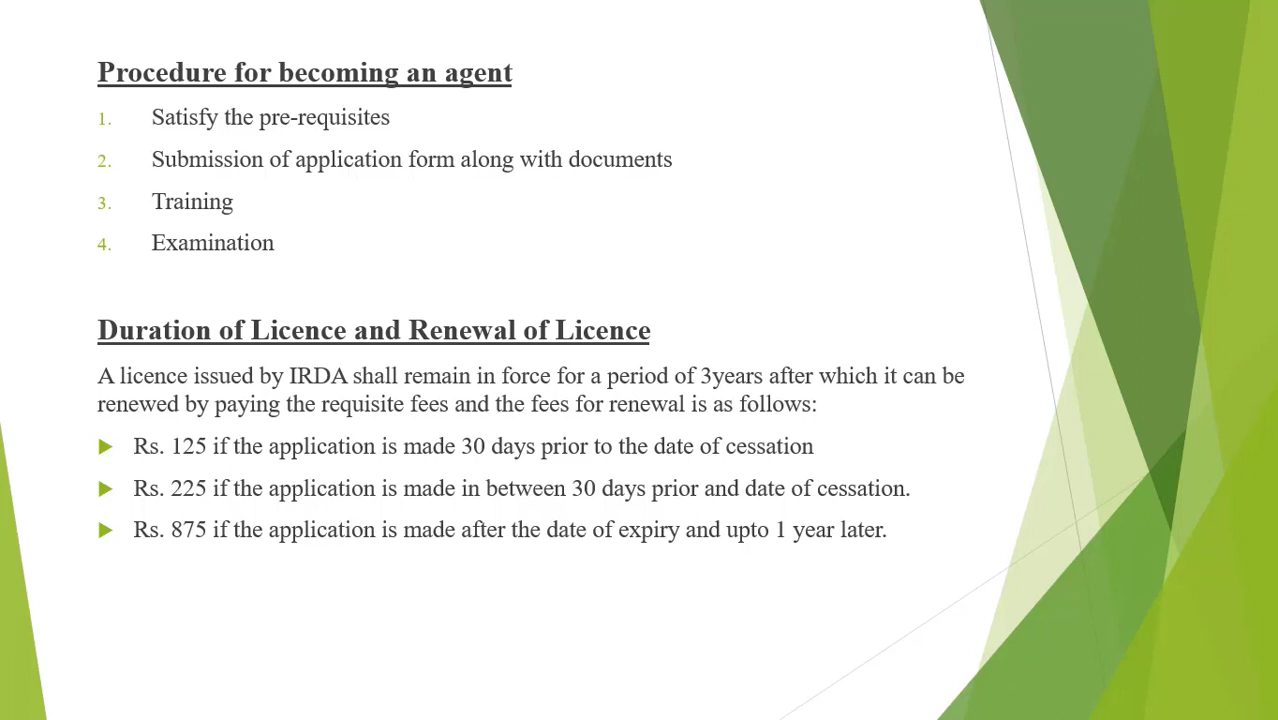 Procedure for becoming an agent
1. Satisfy the pre-requisites
2. Submission of application form along with documents
3. Training
4. Examination
Duration of Licence and Renewal of Licence
A licence issued by IRDA shall remain in force for a period of 3years after which it can be
renewed by paying the requisite fees and the fees for renewal is as follows:
Rs. 125 if the application is made 30 days prior to the date of cessation
Rs. 225 if the application is made in between 30 days prior and date of cessation.
Rs. 875 if the application is made after the date of expiry and upto 1 year later.